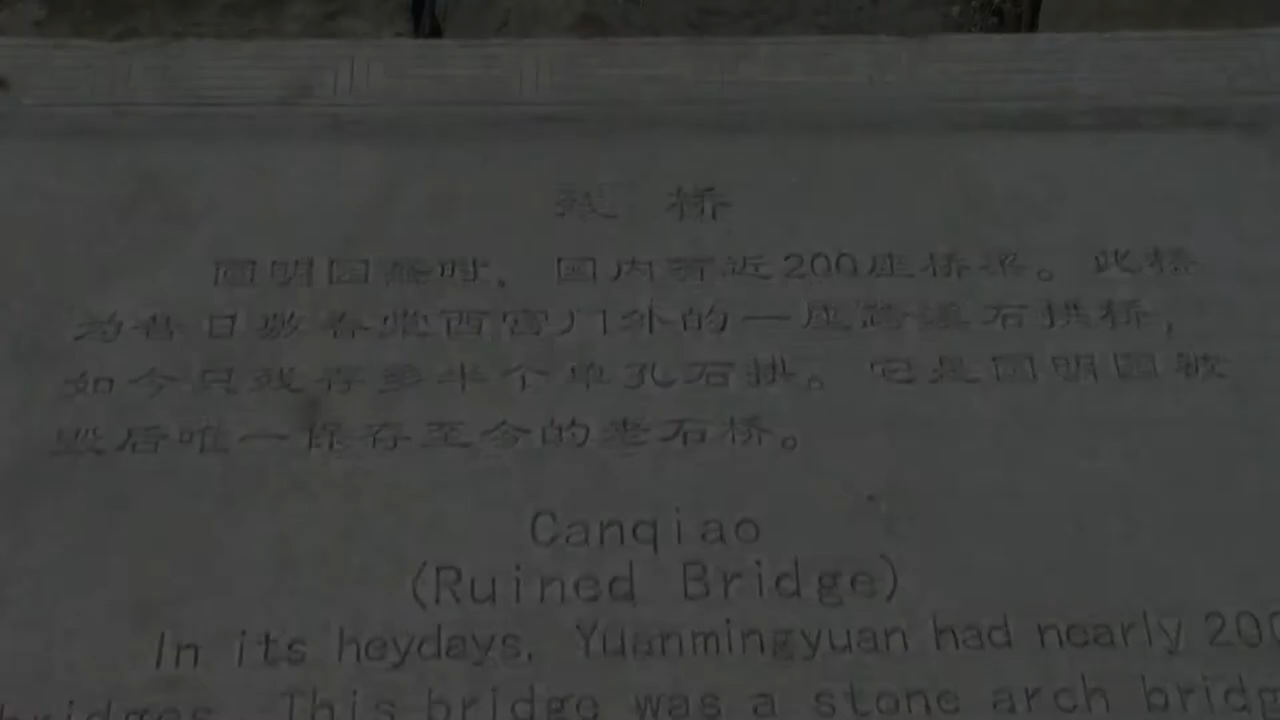 残 桥
圆明园盛时，园内有近200座桥梁。此桥
为昔日敷春堂西宫门外的一座跨溪石拱桥，
如今只残存多半个单孔石拱。它是圆明园被
毁后唯一保存至今的老石桥。
Canqiao
(Ruined Bridge)
In its heydays, Yuanmingyuan had nearly 200
bridges. This bridge was a stone arch bridg